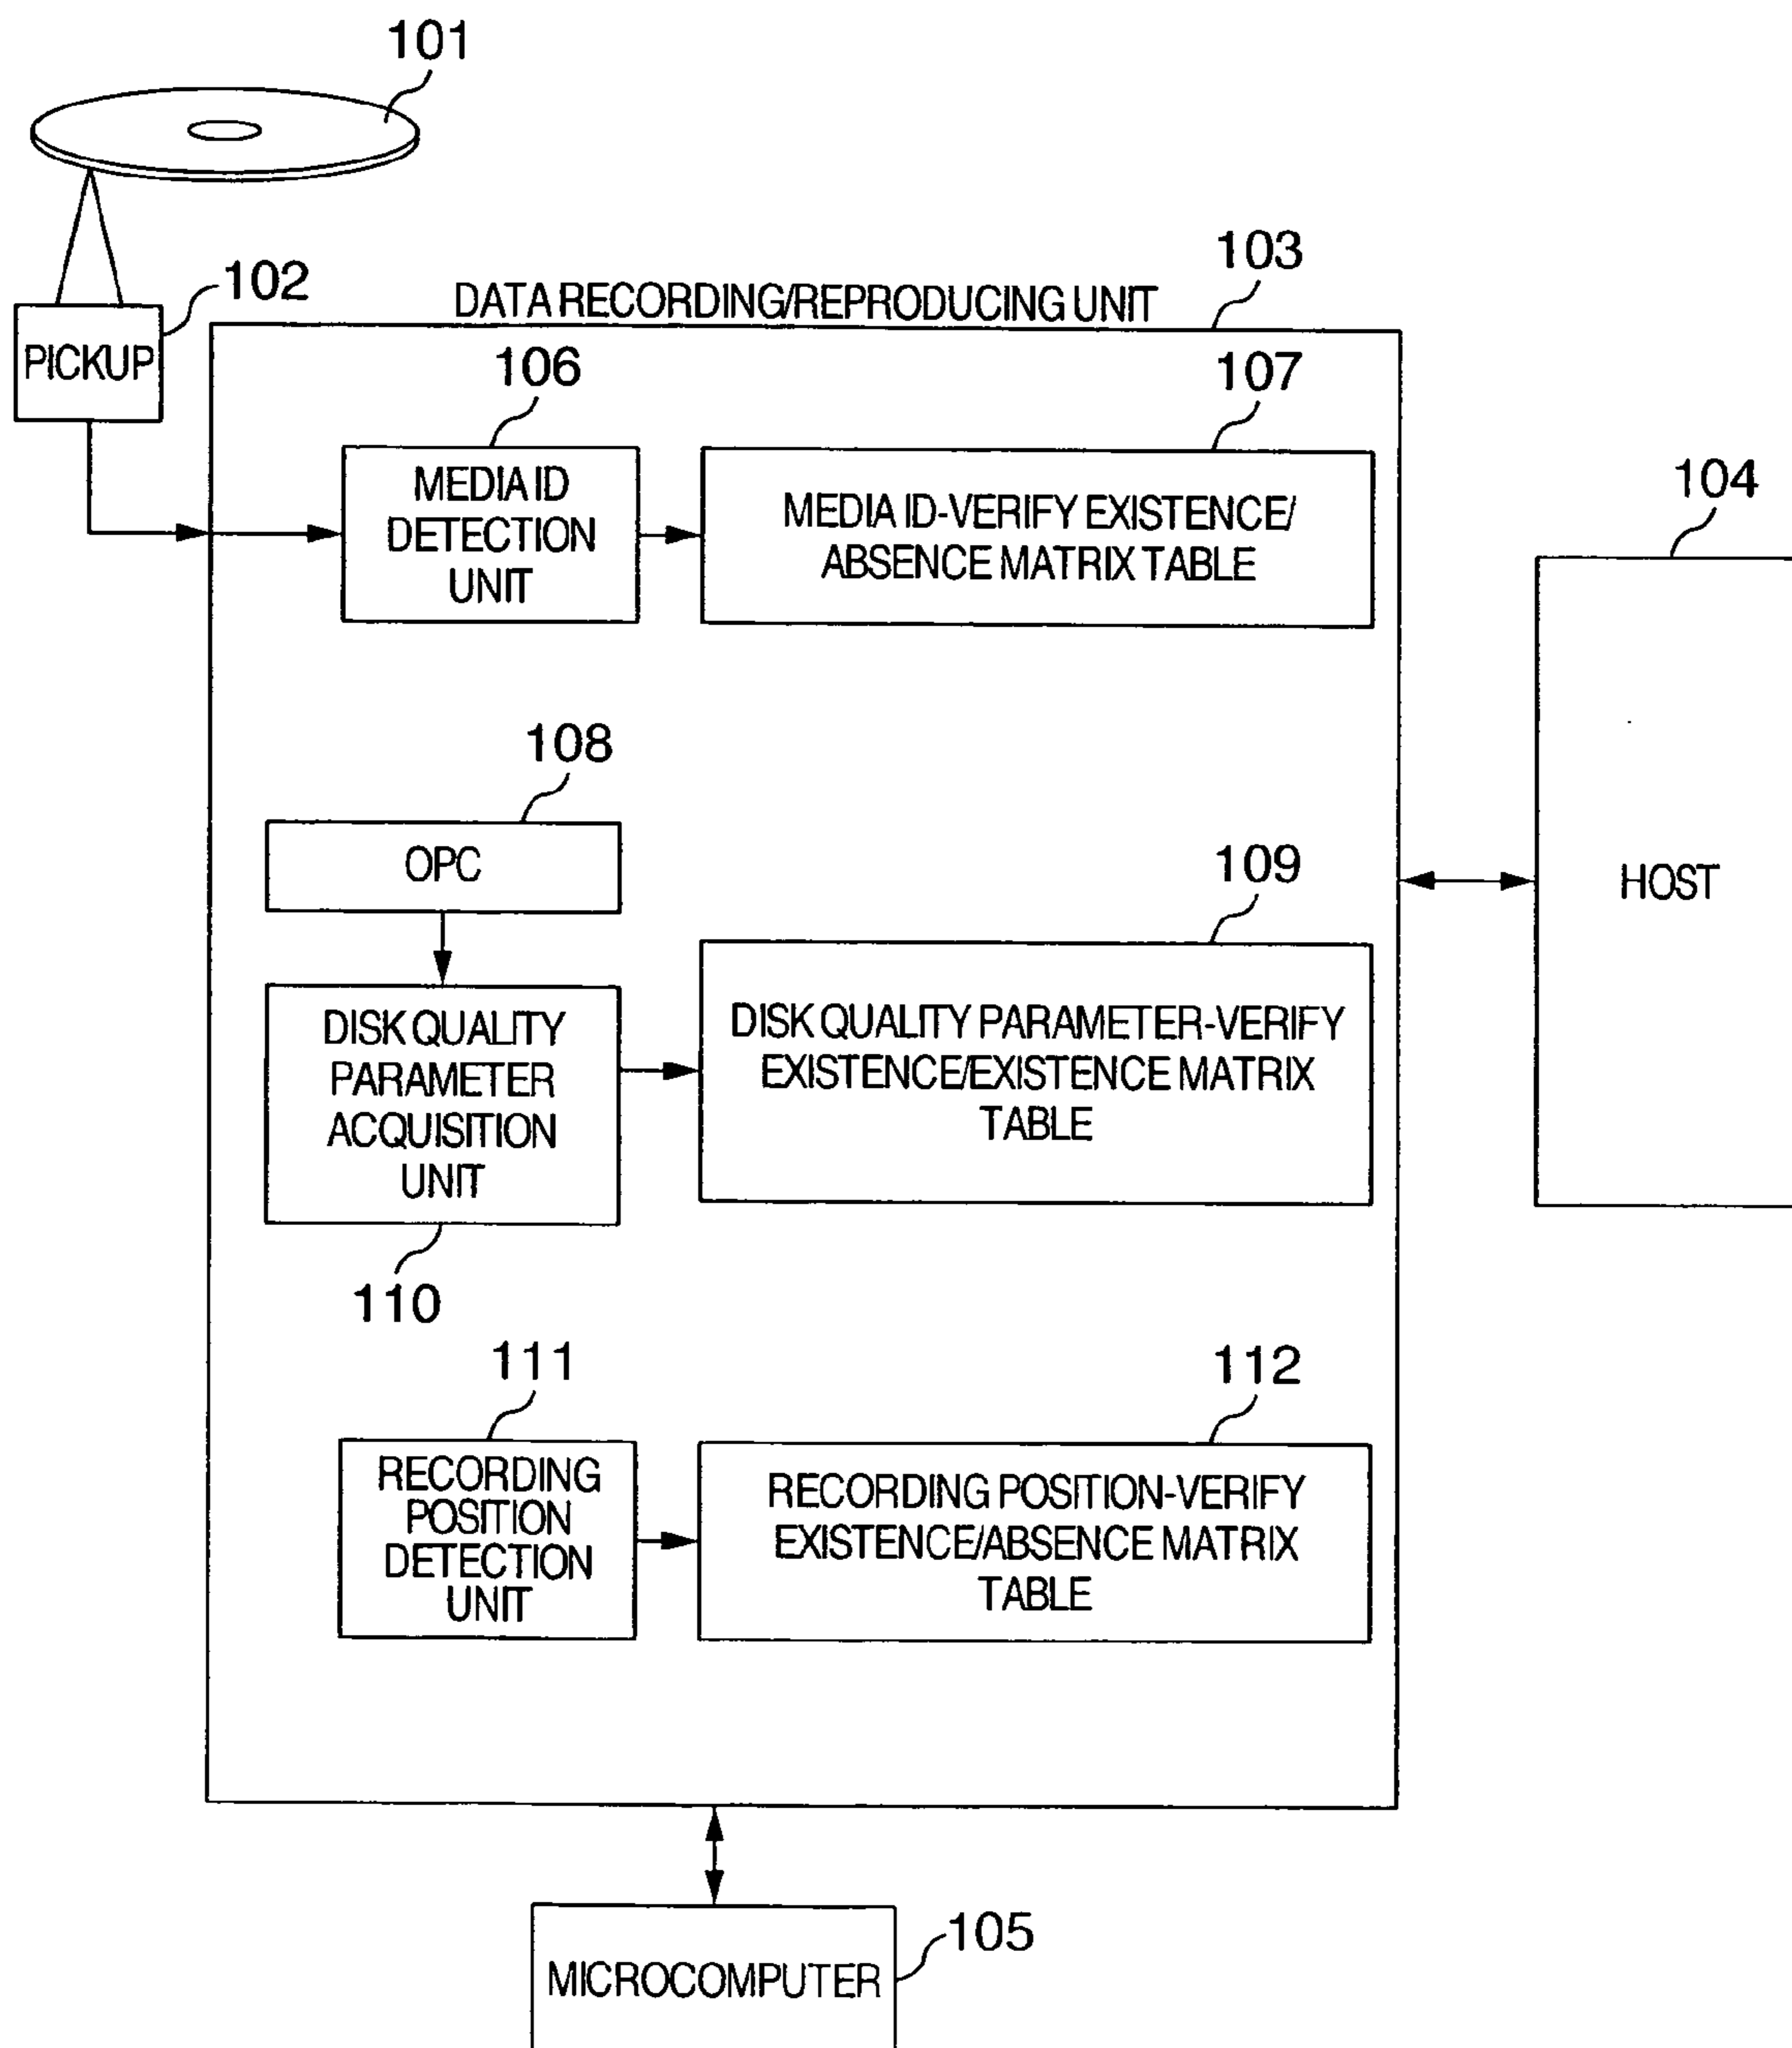 101
102
PICKUP
103
DATA RECORDING/REPRODUCING UNIT
106
MEDIA ID
DETECTION
UNIT
107
MEDIA ID-VERIFY EXISTENCE/
ABSENCE MATRIX TABLE
104
HOST
108
OPC
109
DISK QUALITY
PARAMETER
ACQUISITION
UNIT
110
DISK QUALITY PARAMETER-VERIFY
EXISTENCE/EXISTENCE MATRIX
TABLE
111
RECORDING
POSITION
DETECTION
UNIT
112
RECORDING POSITION-VERIFY
EXISTENCE/ABSENCE MATRIX
TABLE
105
MICROCOMPUTER